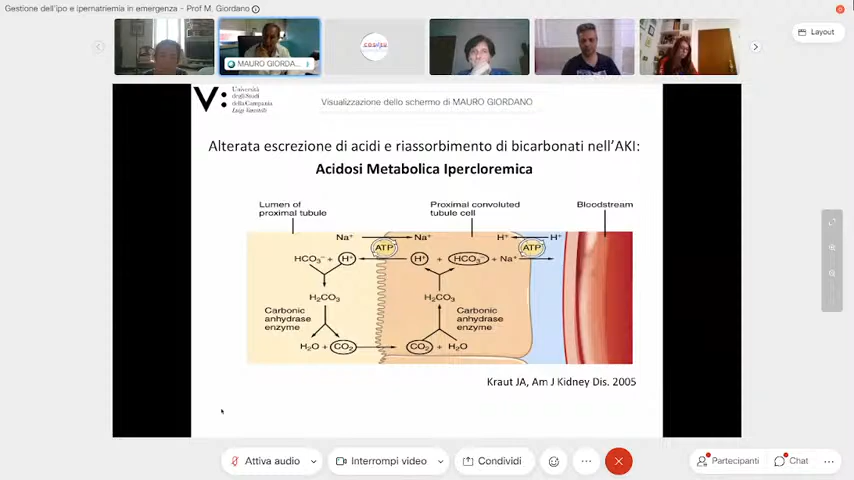 Gestione dell'ipo e ipernatriemia in emergenza - Prof M. Giordano
Layout
COSMEU
MAURO GIORDA...
V:
Università
degli Studi
della Campania
Luigi Vanvitelli
Visualizzazione dello schermo di MAURO GIORDANO
Alterata escrezione di acidi e riassorbimento di bicarbonati nell'AKI:
Acidosi Metabolica Ipercloremica
Lumen of
proximal tubule
Proximal convoluted
tubule cell
Bloodstream
Na⁺ Na⁺ H⁺ H⁺
ATP ATP
HCO₃⁻ + H⁺ H⁺ + HCO₃⁻ + Na⁺
H₂CO₃ H₂CO₃
Carbonic
anhydrase
enzyme
Carbonic
anhydrase
enzyme
H₂O + CO₂ CO₂ + H₂O
Kraut JA, Am J Kidney Dis. 2005
Attiva audio
Interrompi video
Condividi
Partecipanti
Chat